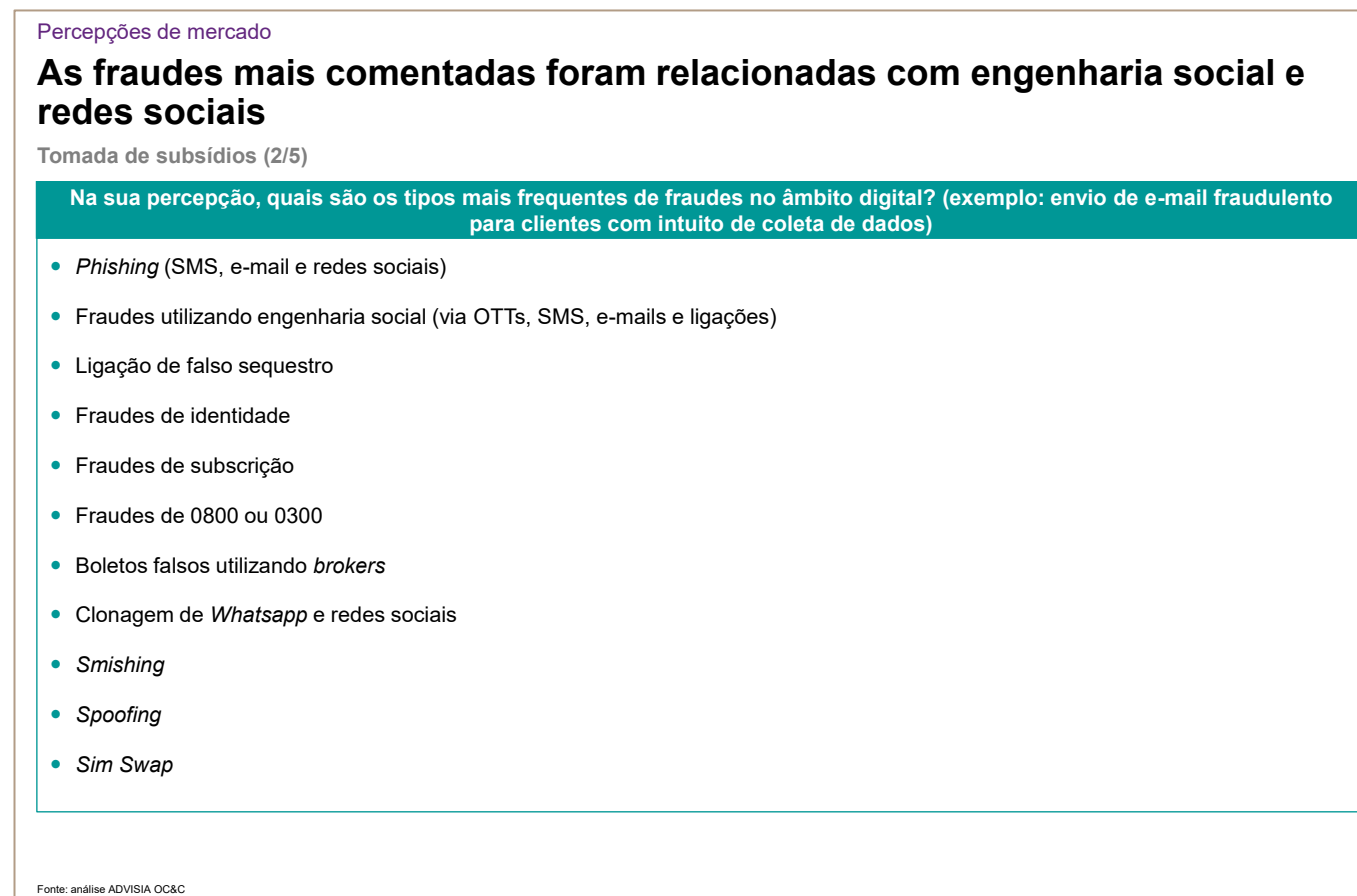 Percepções de mercado
As fraudes mais comentadas foram relacionadas com engenharia social e
redes sociais
Tomada de subsídios (2/5)
Na sua percepção, quais são os tipos mais frequentes de fraudes no âmbito digital? (exemplo: envio de e-mail fraudulento
para clientes com intuito de coleta de dados)
• Phishing (SMS, e-mail e redes sociais)
• Fraudes utilizando engenharia social (via OTTs, SMS, e-mails e ligações)
• Ligação de falso sequestro
• Fraudes de identidade
• Fraudes de subscrição
• Fraudes de 0800 ou 0300
• Boletos falsos utilizando brokers
• Clonagem de Whatsapp e redes sociais
• Smishing
• Spoofing
• Sim Swap
Fonte: análise ADVISIA OC&C